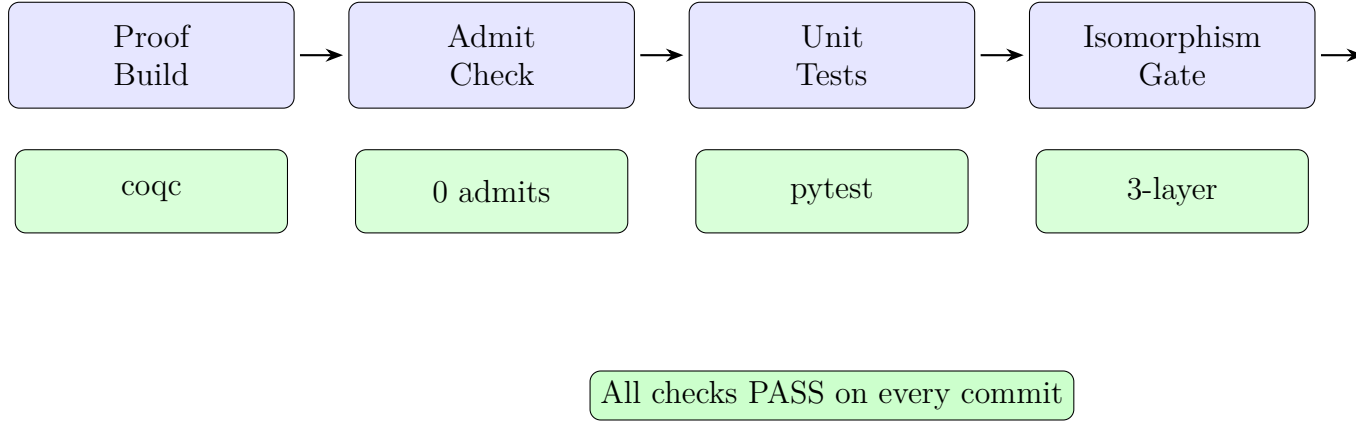 Proof
Build
Admit
Check
Unit
Tests
Isomorphism
Gate
coqc
0 admits
pytest
3-layer
All checks PASS on every commit